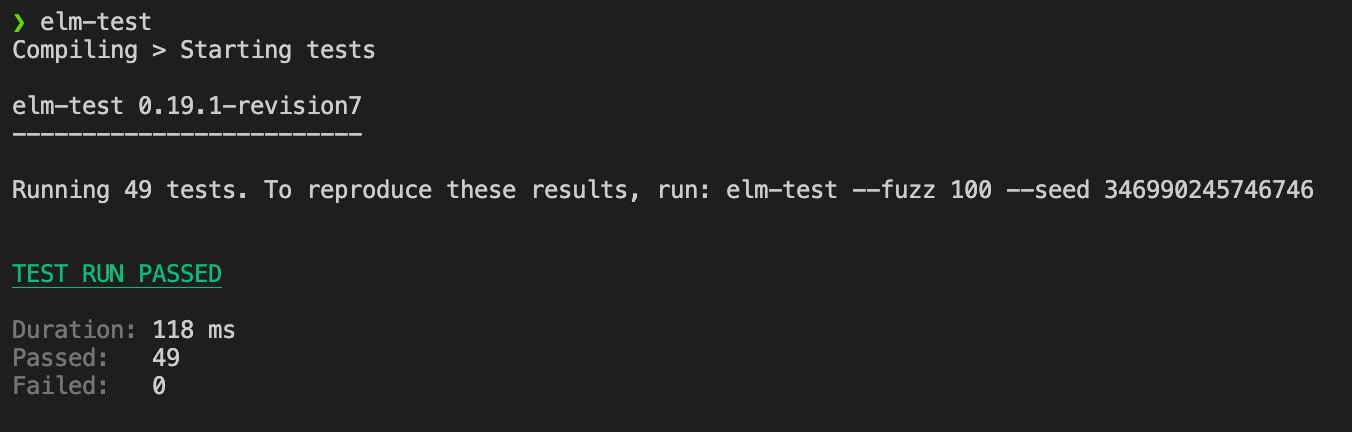 ❯ elm-test
Compiling > Starting tests
elm-test 0.19.1-revision7
-------------------------
Running 49 tests. To reproduce these results, run: elm-test --fuzz 100 --seed 346990245746746
TEST RUN PASSED
Duration: 118 ms
Passed: 49
Failed: 0